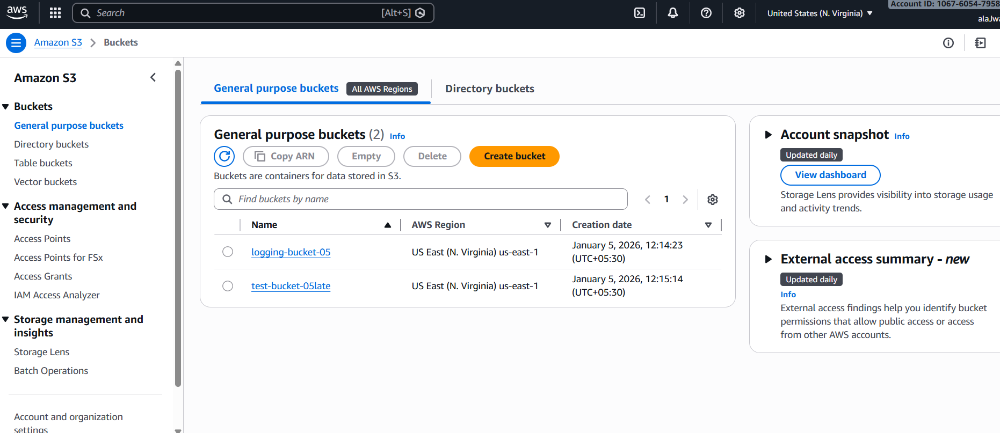 aws
Search [Alt+S]
United States (N. Virginia)
Account ID: 1067-6054-7958
Amazon S3 Buckets
Amazon S3
Buckets
General purpose buckets
Directory buckets
Table buckets
Vector buckets
Access management and
security
Access Points
Access Points for FSx
Access Grants
IAM Access Analyzer
Storage management and
insights
Storage Lens
Batch Operations
Account and organization
settings
General purpose buckets All AWS Regions Directory buckets
General purpose buckets (2) Info
Copy ARN Empty Delete Create bucket
Buckets are containers for data stored in S3.
Find buckets by name
1
Name AWS Region Creation date
logging-bucket-05 US East (N. Virginia) us-east-1 January 5, 2026, 12:14:23
(UTC+05:30)
test-bucket-05late US East (N. Virginia) us-east-1 January 5, 2026, 12:15:14
(UTC+05:30)
Account snapshot Info
Updated daily
View dashboard
Storage Lens provides visibility into storage usage
and activity trends.
External access summary - new
Updated daily
Info
External access findings help you identify bucket
permissions that allow public access or access
from other AWS accounts.